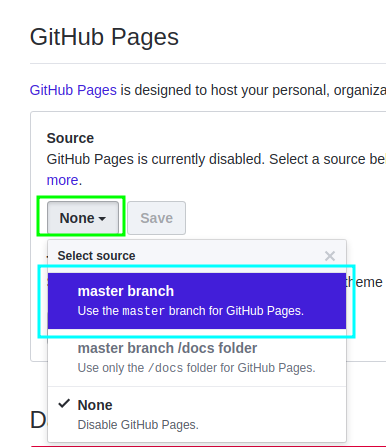 GitHub Pages
GitHub Pages is designed to host your personal, organiza
Source
GitHub Pages is currently disabled. Select a source be
more.
None
Save
Select source
master branch
Use the master branch for GitHub Pages.
theme
master branch /docs folder
Use only the /docs folder for GitHub Pages.
None
Disable GitHub Pages.
D